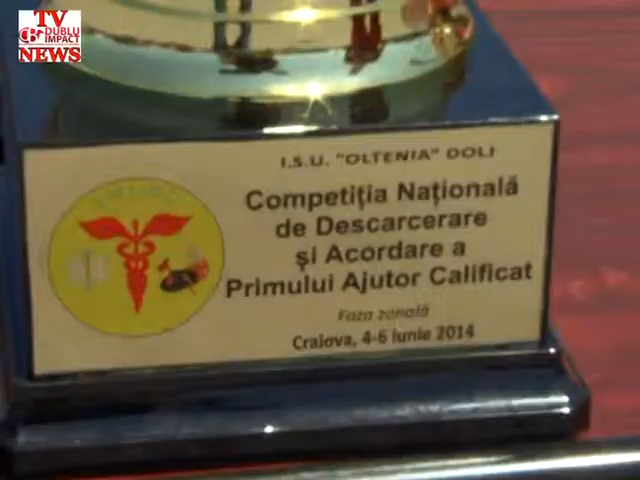 TV
DUBLU
IMPACT
NEWS
I.S.U. "OLTENIA" DOLJ
Competiția Națională
de Descarcerare
și Acordare a
Primului Ajutor Calificat
Faza zonală
Craiova, 4-6 iunie 2014